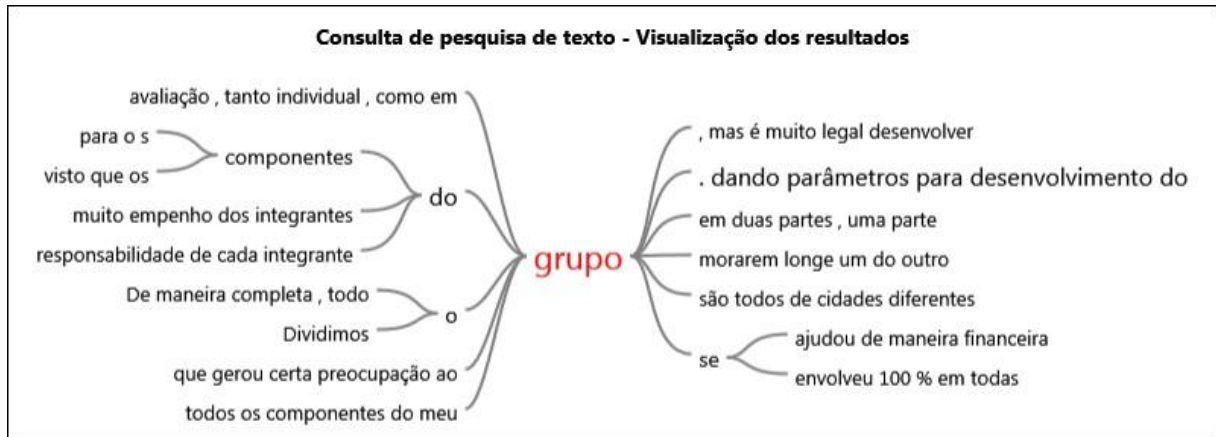 Consulta de pesquisa de texto - Visualização dos resultados
avaliação , tanto individual , como em
para o s
visto que os
componentes
muito empenho dos integrantes
responsabilidade de cada integrante
do
De maneira completa , todo
Dividimos
o
que gerou certa preocupação ao
todos os componentes do meu
grupo
, mas é muito legal desenvolver
. dando parâmetros para desenvolvimento do
em duas partes , uma parte
morarem longe um do outro
são todos de cidades diferentes
se
ajudou de maneira financeira
envolveu 100 % em todas